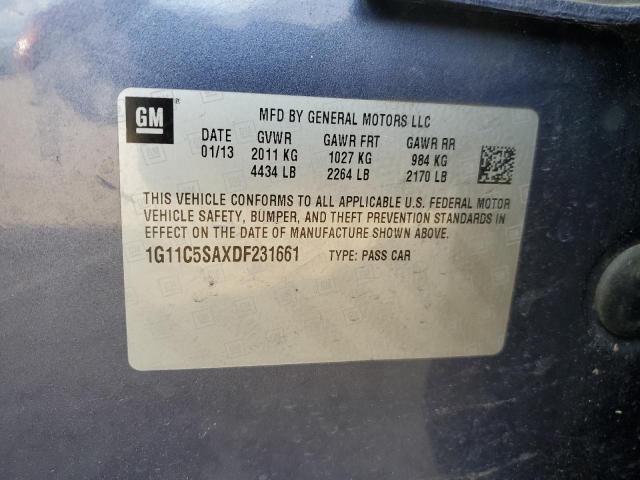 GM ®
MFD BY GENERAL MOTORS LLC
DATE GVWR GAWR FRT GAWR RR
01/13 2011 KG 1027 KG 984 KG
4434 LB 2264 LB 2170 LB
THIS VEHICLE CONFORMS TO ALL APPLICABLE U.S. FEDERAL MOTOR
VEHICLE SAFETY, BUMPER, AND THEFT PREVENTION STANDARDS IN
EFFECT ON THE DATE OF MANUFACTURE SHOWN ABOVE.
1G11C5SAXDF231661 TYPE: PASS CAR